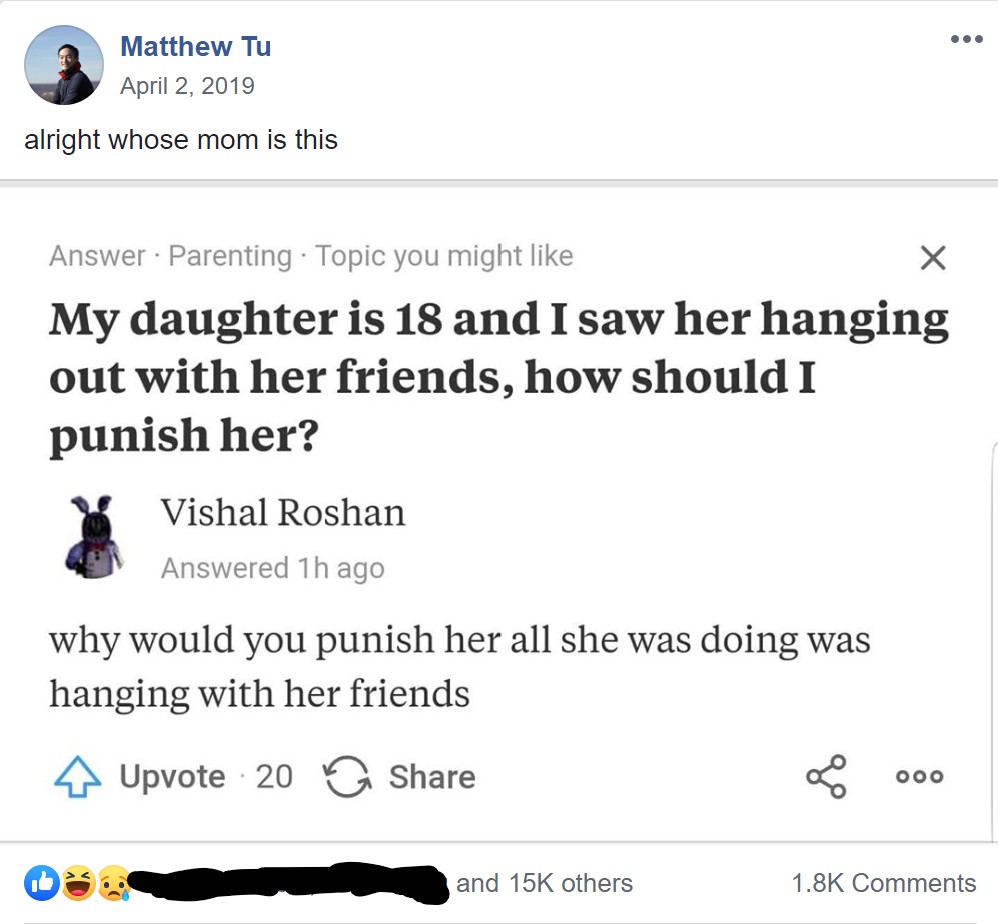 Matthew Tu
April 2, 2019
alright whose mom is this
Answer · Parenting · Topic you might like
My daughter is 18 and I saw her hanging
out with her friends, how should I
punish her?
Vishal Roshan
Answered 1h ago
why would you punish her all she was doing was
hanging with her friends
Upvote · 20 Share
and 15K others 1.8K Comments